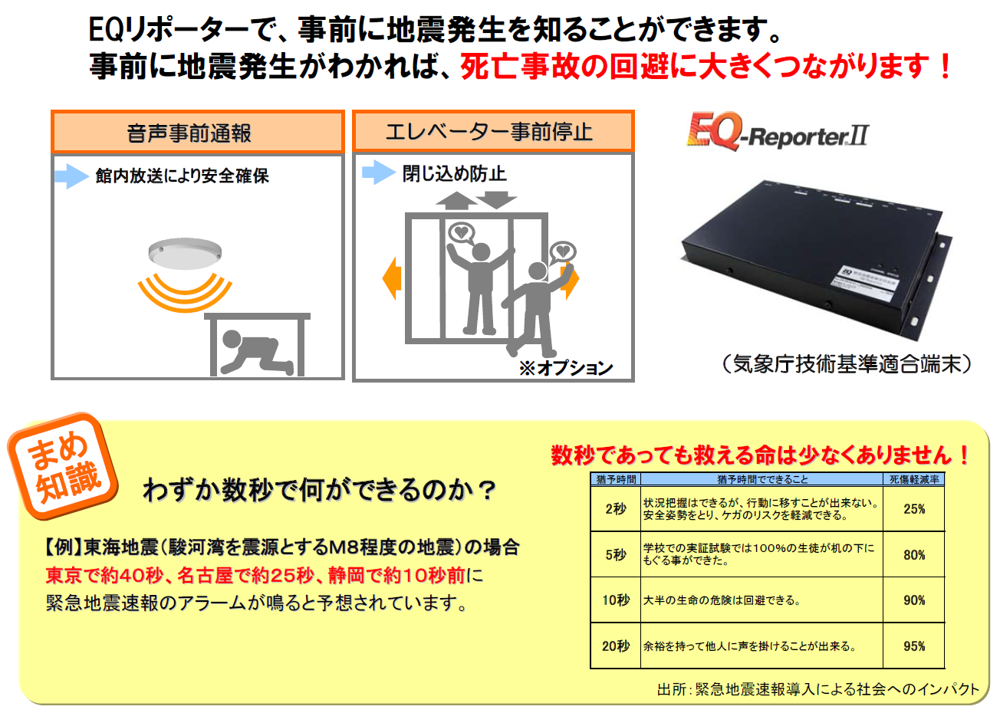 EQリポーターで、事前に地震発生を知ることができます。
事前に地震発生がわかれば、死亡事故の回避に大きくつながります！
音声事前通報
館内放送により安全確保
エレベーター事前停止
閉じ込め防止
※オプション
EQ-ReporterⅡ
EQ
（気象庁技術基準適合端末）
まめ
知識
わずか数秒で何ができるのか？
【例】東海地震（駿河湾を震源とするM8程度の地震）の場合
東京で約40秒、名古屋で約25秒、静岡で約10秒前に
緊急地震速報のアラームが鳴ると予想されています。
数秒であっても救える命は少なくありません！
猶予時間 猶予時間でできること 死傷軽減率
2秒 状況把握はできるが、行動に移すことが出来ない。
安全姿勢をとり、ケガのリスクを軽減できる。 25%
5秒 学校での実証試験では100%の生徒が机の下に
もぐる事ができた。 80%
10秒 大半の生命の危険は回避できる。 90%
20秒 余裕を持って他人に声を掛けることが出来る。 95%
出所：緊急地震速報導入による社会へのインパクト